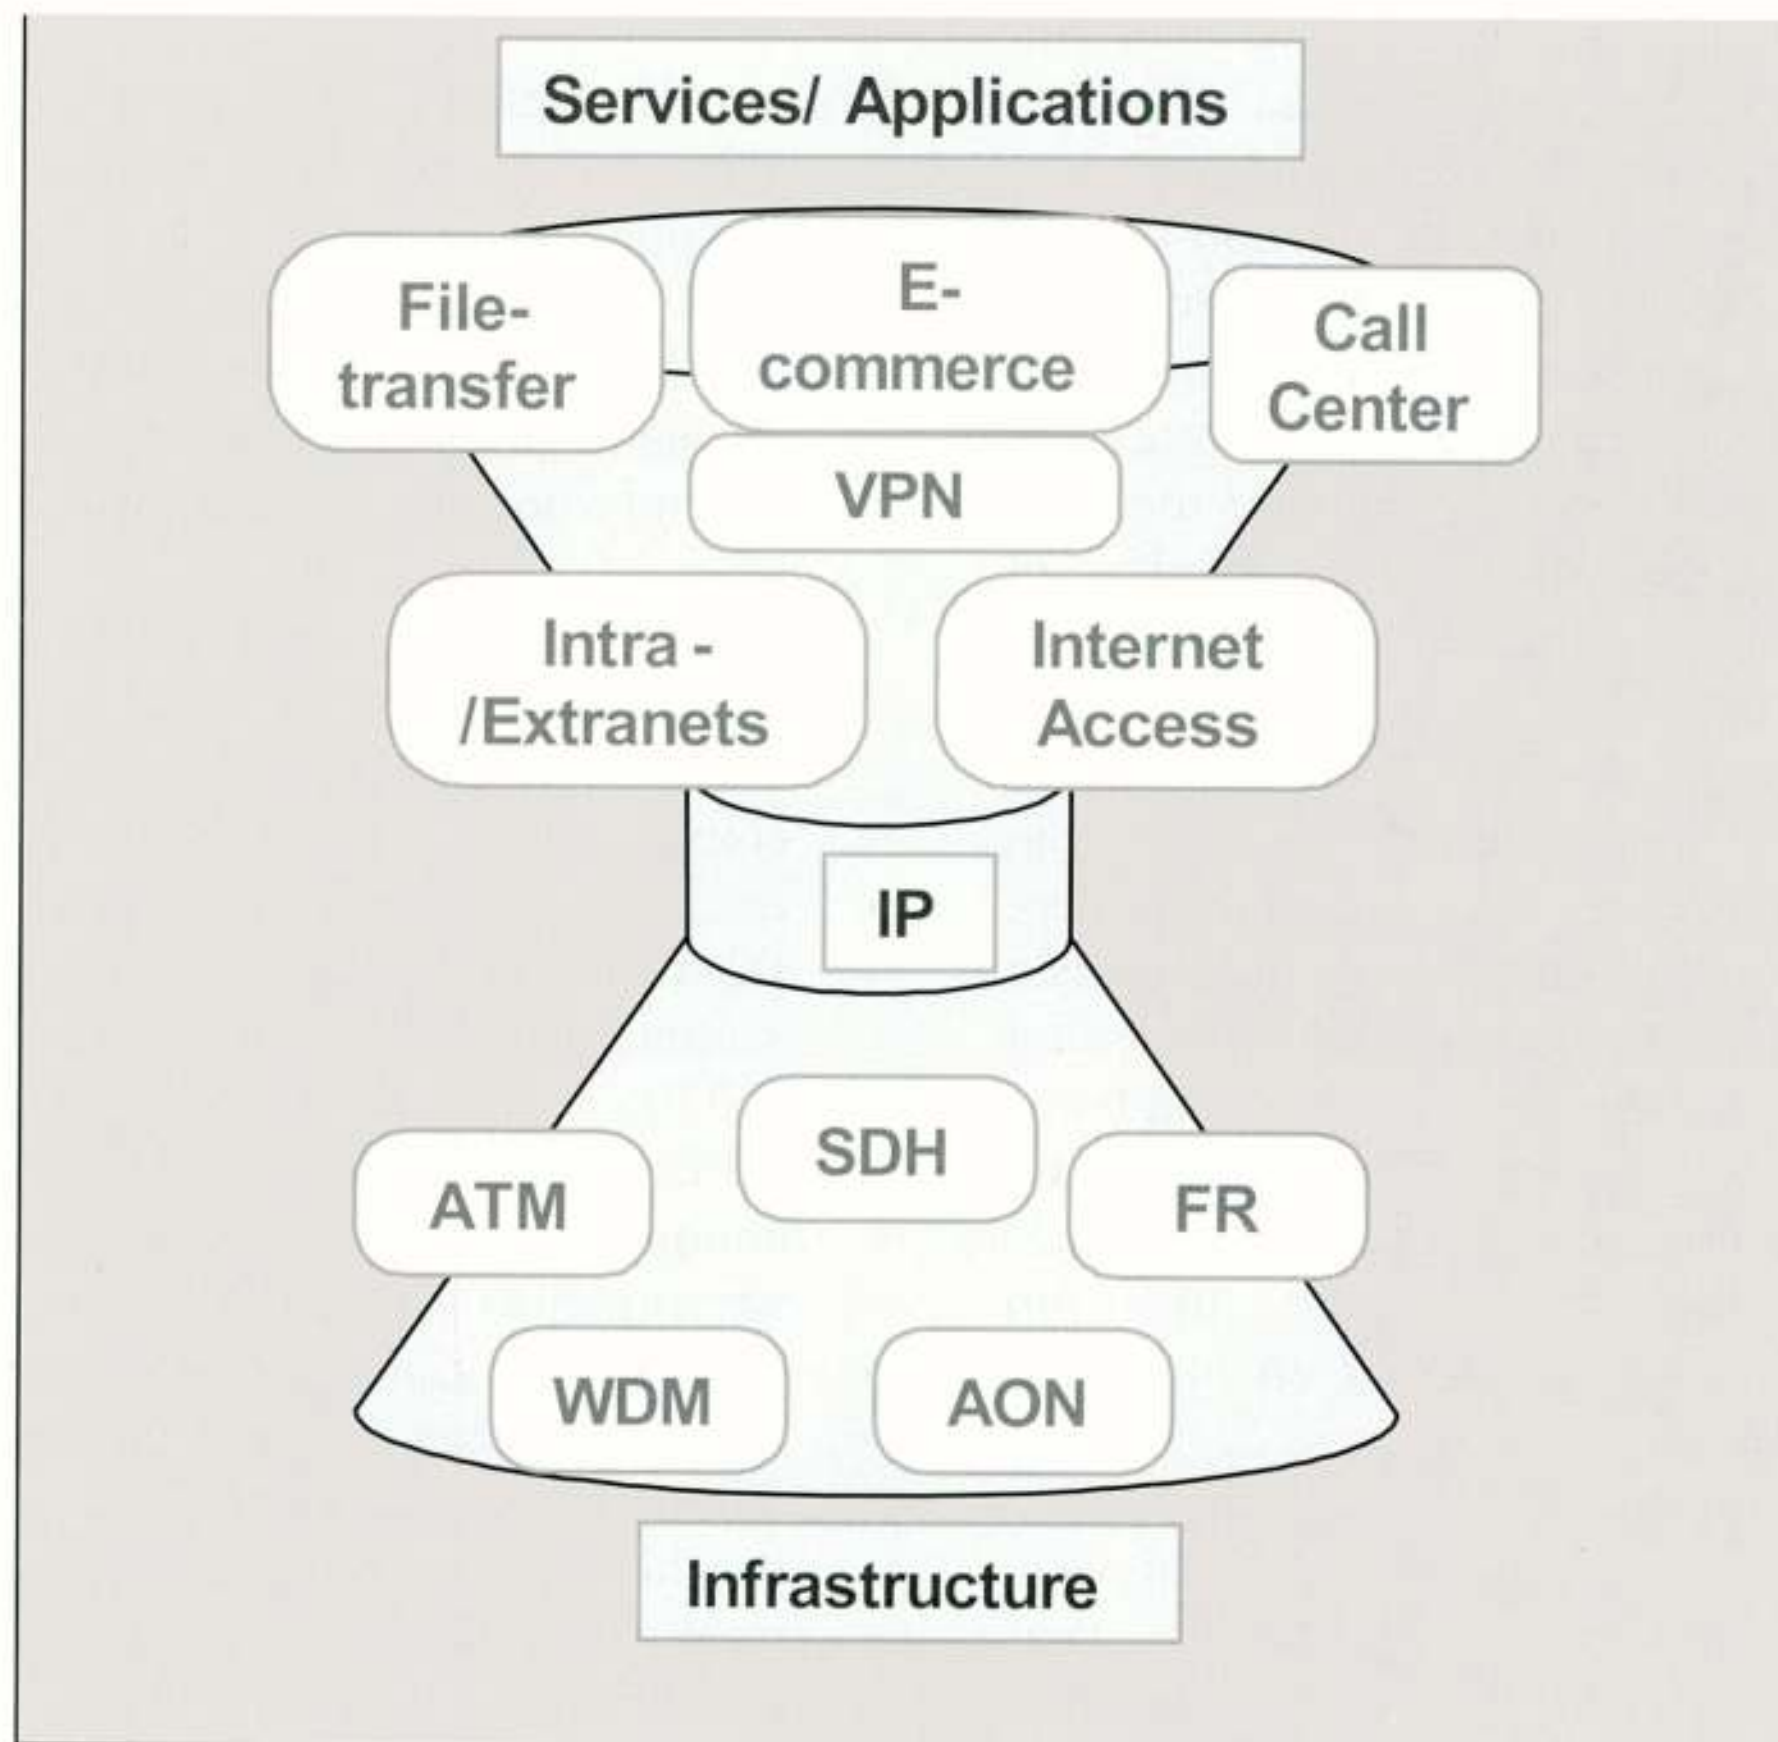 Services/ Applications
File-
transfer
E-
commerce
Call
Center
VPN
Intra -
/Extranets
Internet
Access
IP
SDH
ATM
FR
WDM
AON
Infrastructure